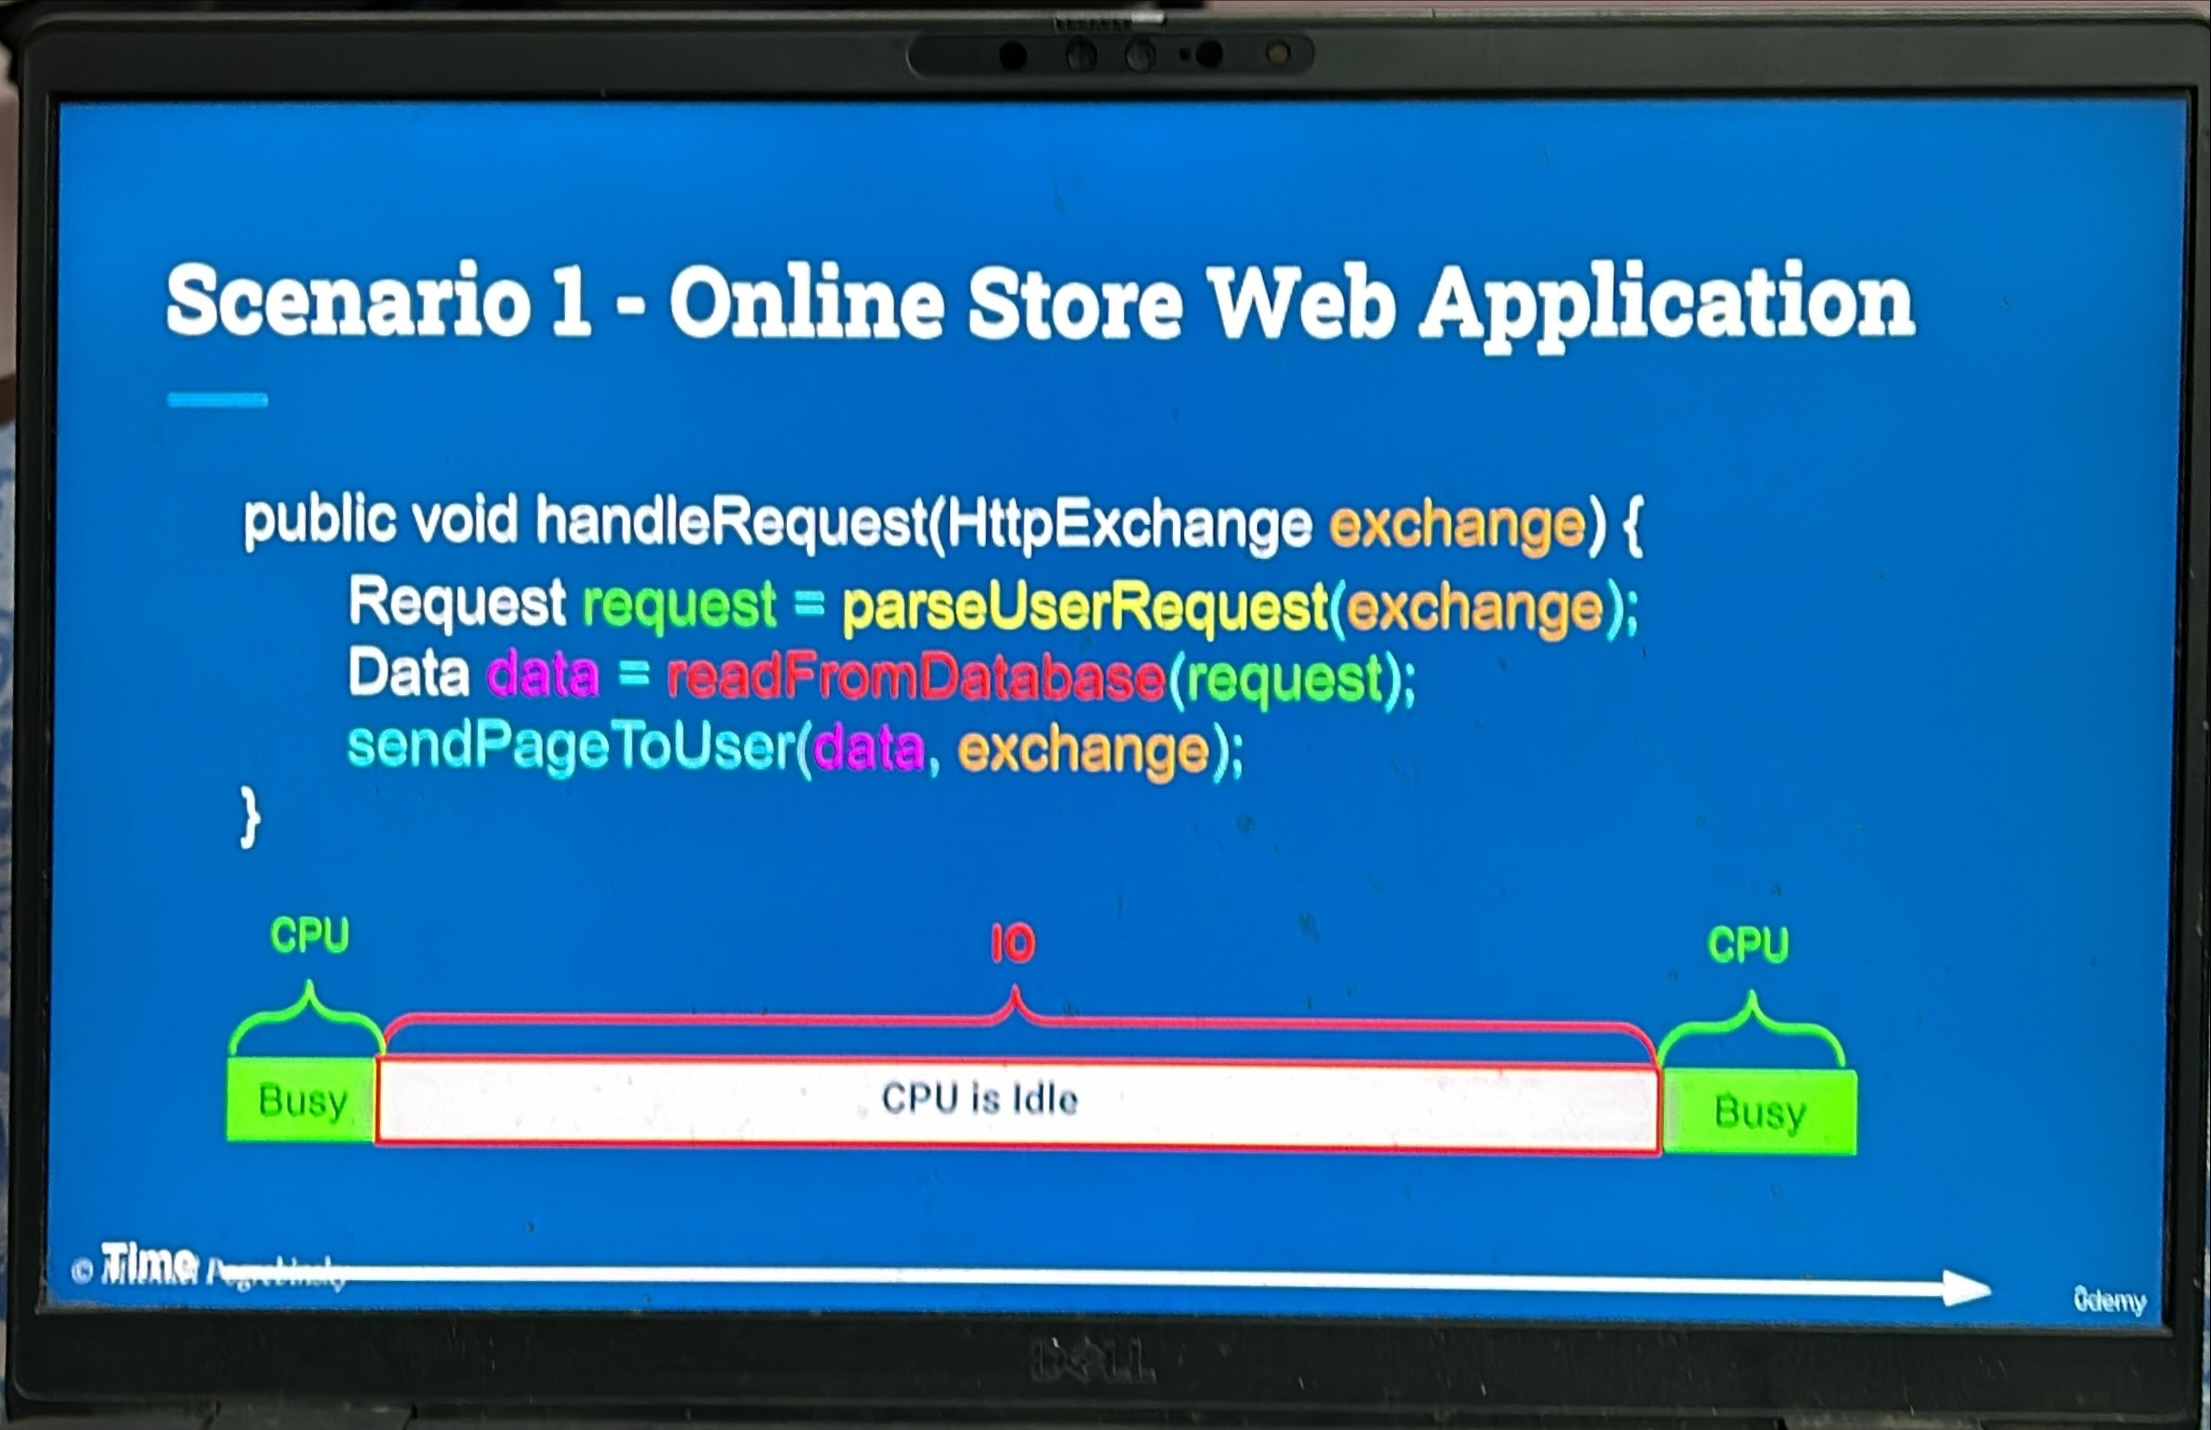 Scenario 1 - Online Store Web Application
public void handleRequest(HttpExchange exchange) {
Request request = parseUserRequest(exchange);
Data data = readFromDatabase(request);
sendPageToUser(data, exchange);
}
CPU
IO
CPU
Busy
CPU is Idle
Busy
Time
© Michael Pogrebinsky
ûdemy
DELL